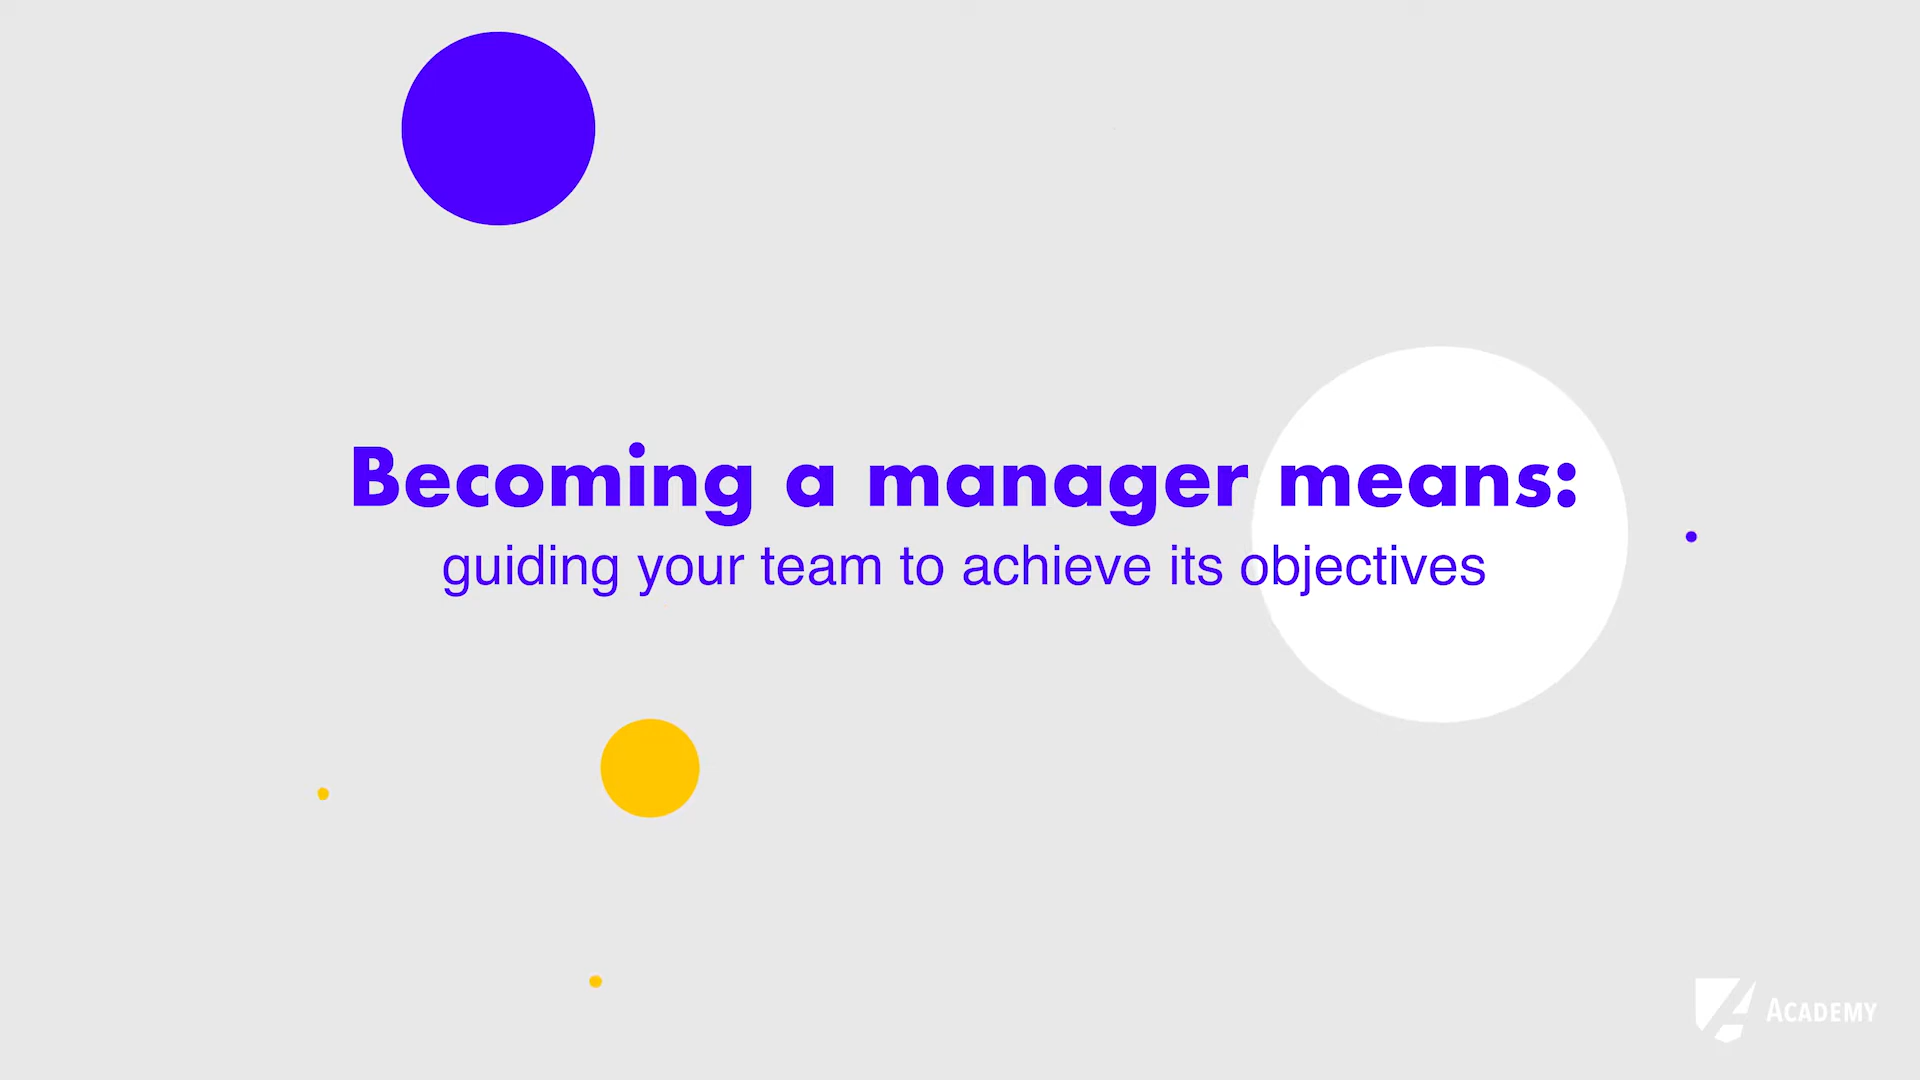 Becoming a manager means:
guiding your team to achieve its objectives
ACADEMY